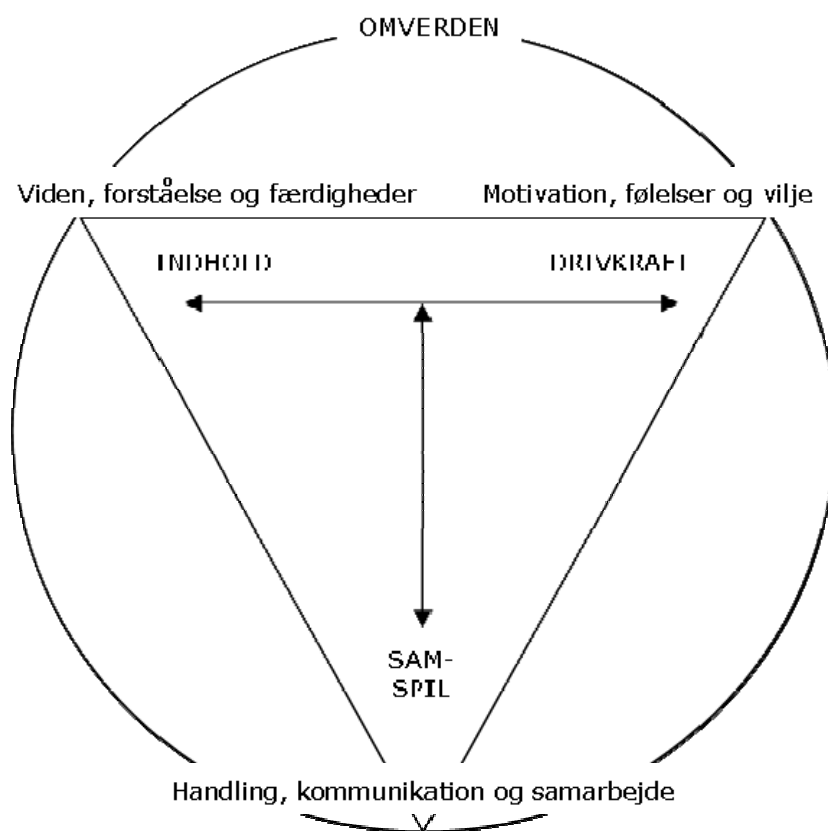 OMVERDEN
Viden, forståelse og færdigheder
Motivation, følelser og vilje
INDHOLD
DRIVKRAFT
SAM-
SPIL
Handling, kommunikation og samarbejde